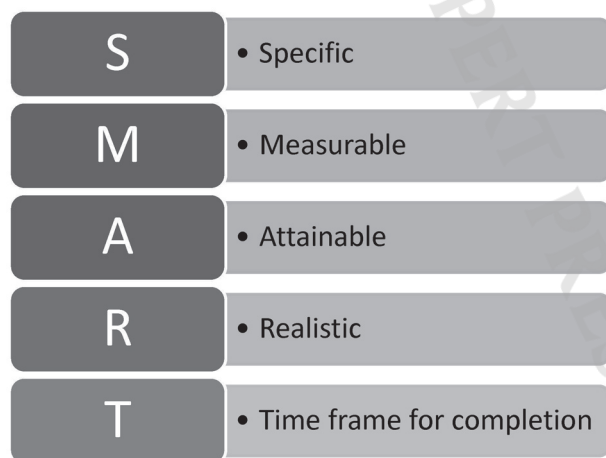 S
• Specific
M
• Measurable
A
• Attainable
R
• Realistic
T
• Time frame for completion